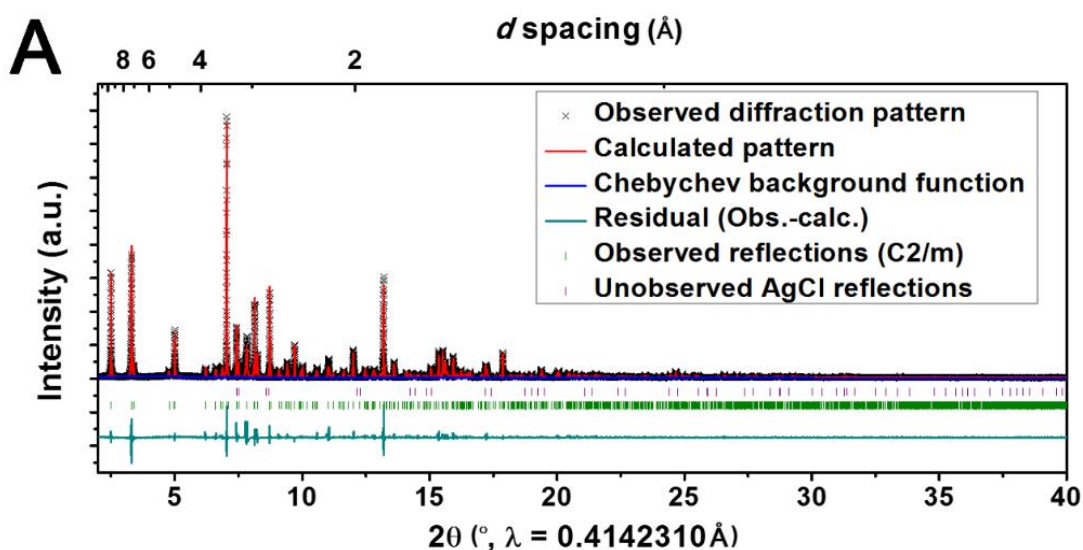 A
d spacing (Å)
8 6 4 2
Observed diffraction pattern
Calculated pattern
Chebychev background function
Residual (Obs.-calc.)
Observed reflections (C2/m)
Unobserved AgCl reflections
Intensity (a.u.)
5 10 15 20 25 30 35 40
2θ (°, λ = 0.4142310Å)